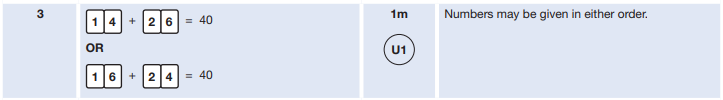 3
1 4 + 2 6 = 40
OR
1 6 + 2 4 = 40
1m
U1
Numbers may be given in either order.